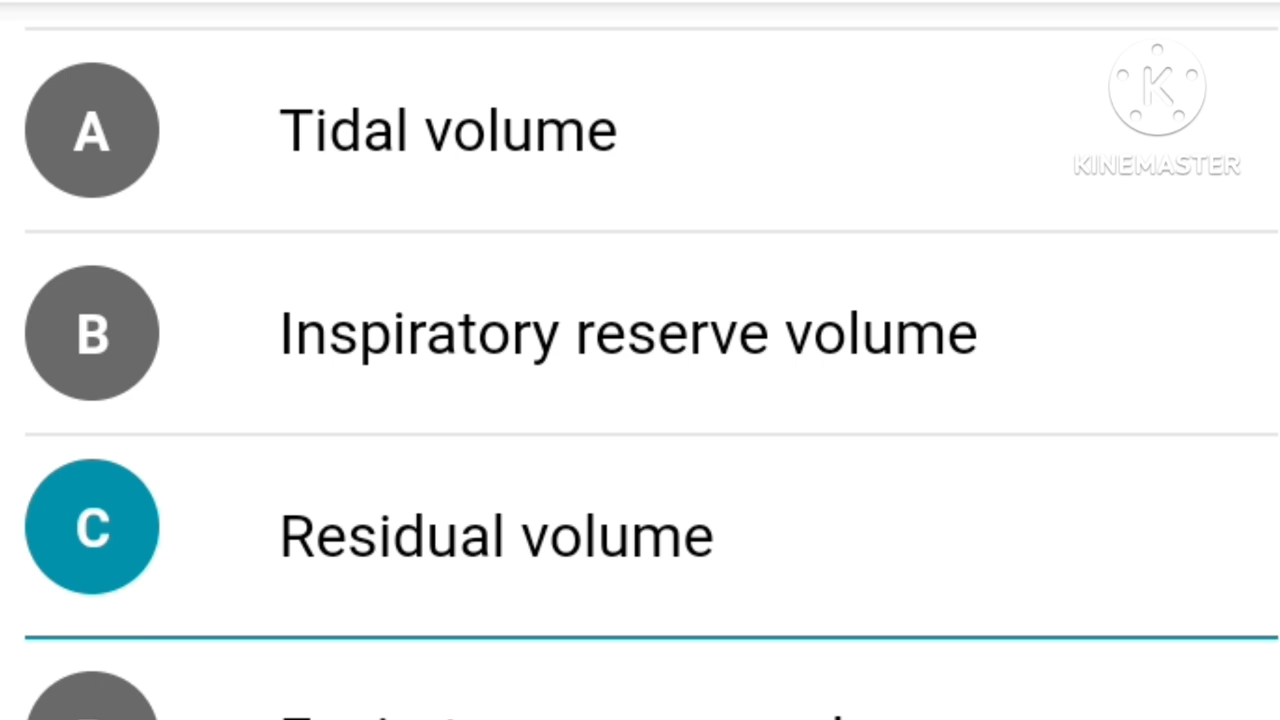 A
Tidal volume
K
KINEMASTER
B
Inspiratory reserve volume
C
Residual volume